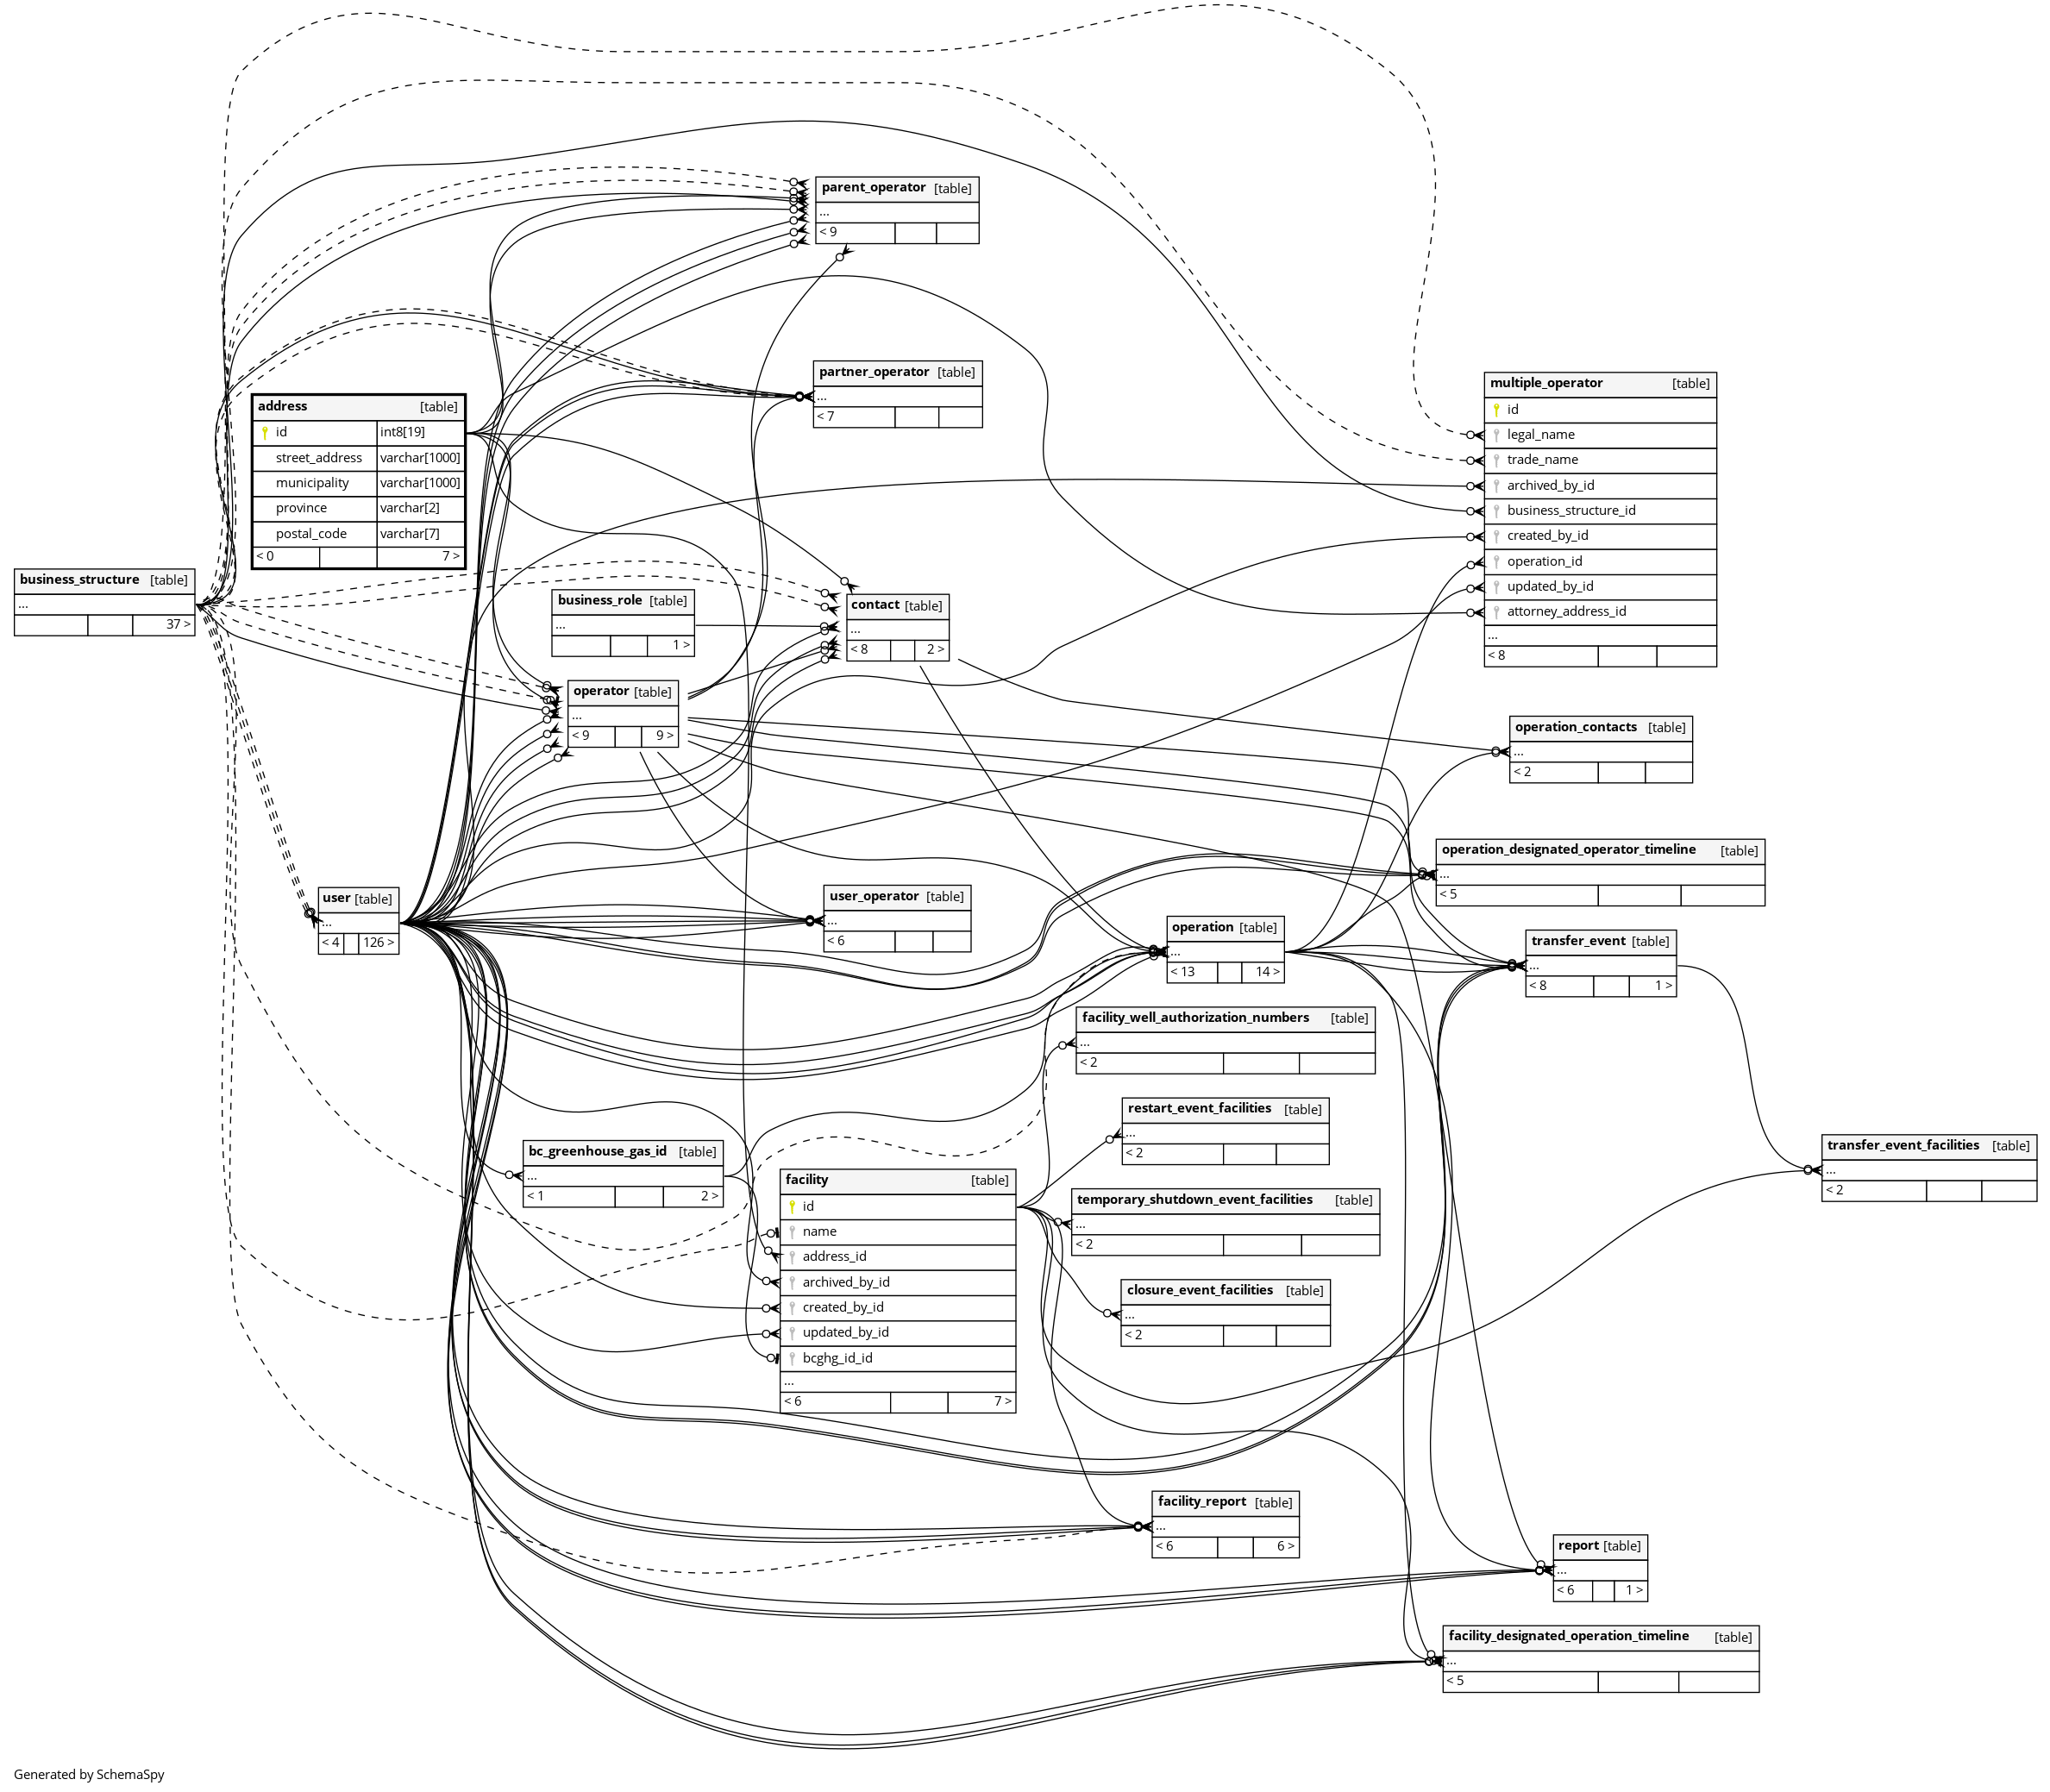 parent_operator [table]
...
< 9
partner_operator [table]
...
< 7
multiple_operator [table]
id
legal_name
trade_name
archived_by_id
business_structure_id
created_by_id
operation_id
updated_by_id
attorney_address_id
...
< 8
address [table]
id int8[19]
street_address varchar[1000]
municipality varchar[1000]
province varchar[2]
postal_code varchar[7]
< 0 7 >
business_structure [table]
...
37 >
business_role [table]
...
1 >
contact [table]
...
< 8 2 >
operator [table]
...
< 9 9 >
operation_contacts [table]
...
< 2
operation_designated_operator_timeline [table]
...
< 5
user [table]
...
< 4 126 >
user_operator [table]
...
< 6
operation [table]
...
< 13 14 >
transfer_event [table]
...
< 8 1 >
facility_well_authorization_numbers [table]
...
< 2
restart_event_facilities [table]
...
< 2
transfer_event_facilities [table]
...
< 2
bc_greenhouse_gas_id [table]
...
< 1 2 >
facility [table]
id
name
address_id
archived_by_id
created_by_id
updated_by_id
bcghg_id_id
...
< 6 7 >
temporary_shutdown_event_facilities [table]
...
< 2
closure_event_facilities [table]
...
< 2
facility_report [table]
...
< 6 6 >
report [table]
...
< 6 1 >
facility_designated_operation_timeline [table]
...
< 5
Generated by SchemaSpy